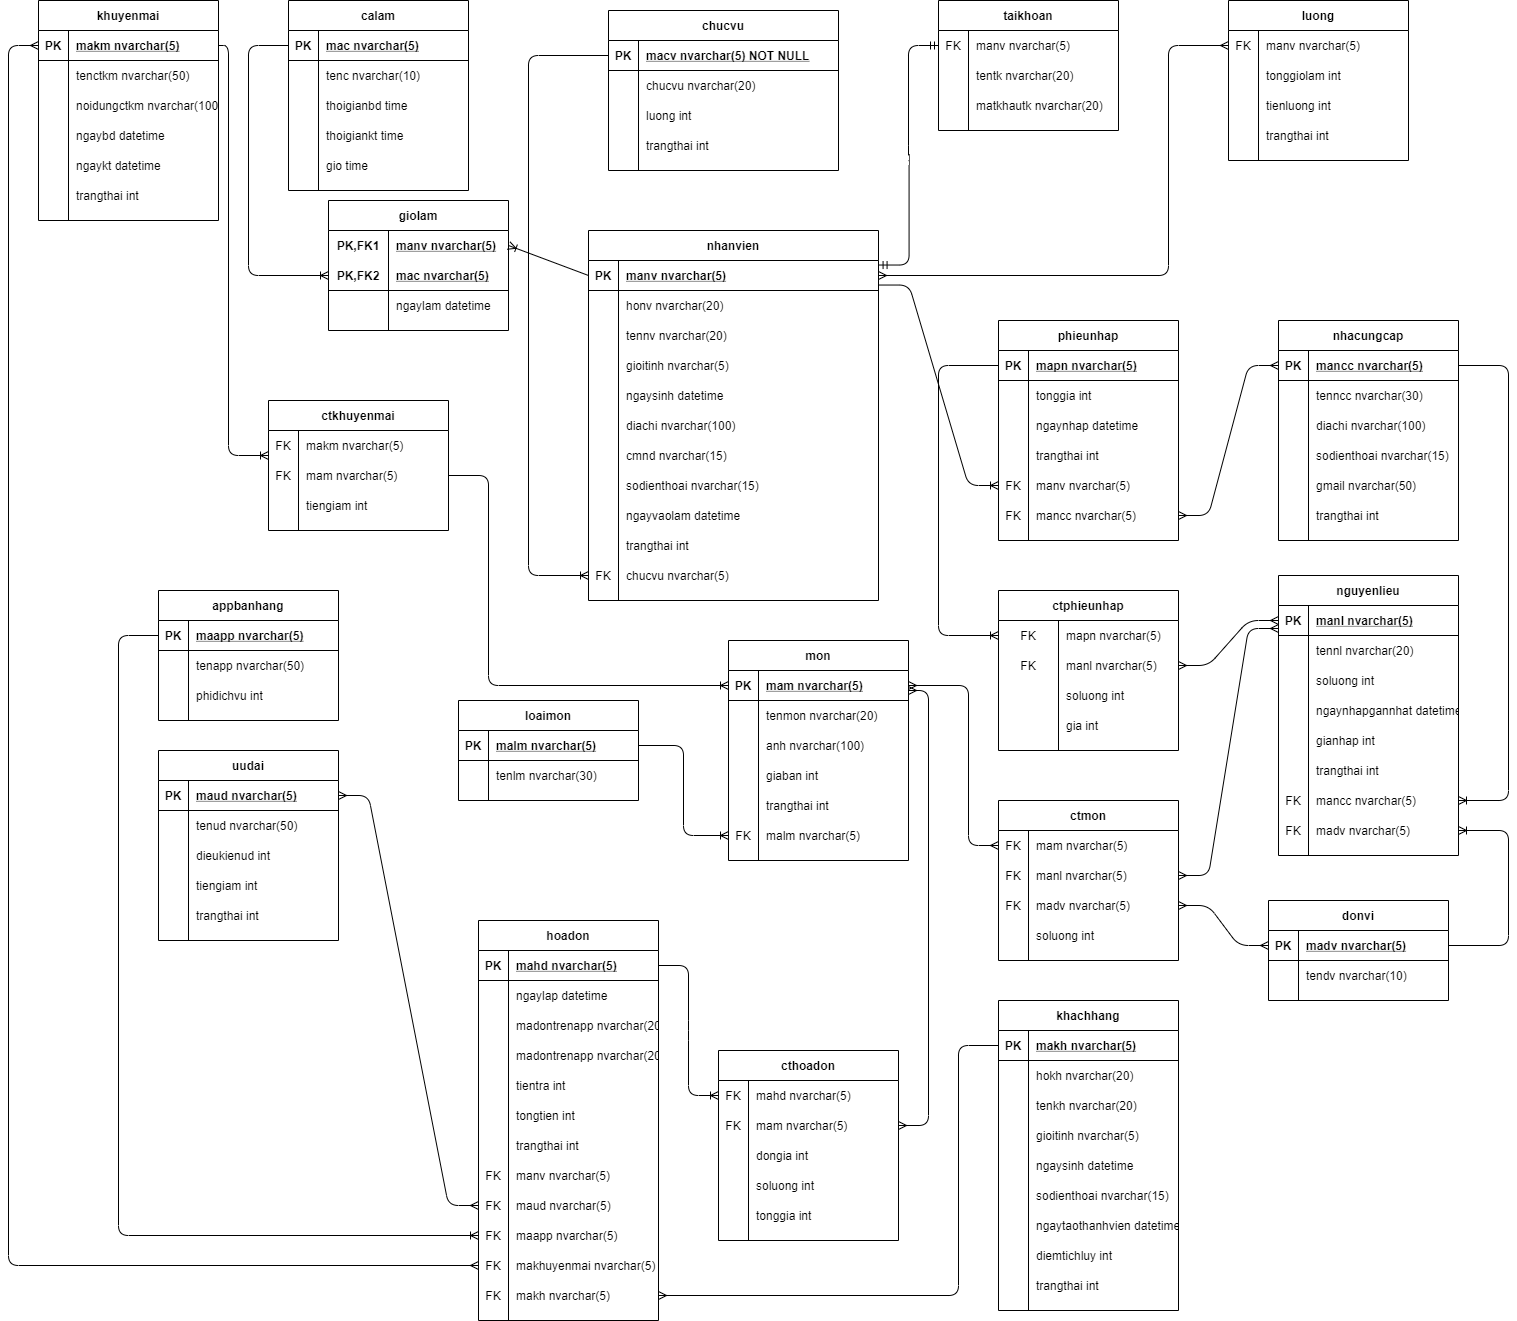 khuyenmai
PK makm nvarchar(5)
tenctkm nvarchar(50)
noidungctkm nvarchar(100
ngaybd datetime
ngaykt datetime
trangthai int
calam
PK mac nvarchar(5)
tenc nvarchar(10)
thoigianbd time
thoigiankt time
gio time
chucvu
PK macv nvarchar(5) NOT NULL
chucvu nvarchar(20)
luong int
trangthai int
taikhoan
FK manv nvarchar(5)
tentk nvarchar(20)
matkhautk nvarchar(20)
luong
FK manv nvarchar(5)
tonggiolam int
tienluong int
trangthai int
giolam
PK,FK1 manv nvarchar(5)
PK,FK2 mac nvarchar(5)
ngaylam datetime
nhanvien
PK manv nvarchar(5)
honv nvarchar(20)
tennv nvarchar(20)
gioitinh nvarchar(5)
ngaysinh datetime
diachi nvarchar(100)
cmnd nvarchar(15)
sodienthoai nvarchar(15)
ngayvaolam datetime
trangthai int
FK chucvu nvarchar(5)
phieunhap
PK mapn nvarchar(5)
tonggia int
ngaynhap datetime
trangthai int
FK manv nvarchar(5)
FK mancc nvarchar(5)
nhacungcap
PK mancc nvarchar(5)
tenncc nvarchar(30)
diachi nvarchar(100)
sodienthoai nvarchar(15)
gmail nvarchar(50)
trangthai int
ctkhuyenmai
FK makm nvarchar(5)
FK mam nvarchar(5)
tiengiam int
appbanhang
PK maapp nvarchar(5)
tenapp nvarchar(50)
phidichvu int
ctphieunhap
FK mapn nvarchar(5)
FK manl nvarchar(5)
soluong int
gia int
nguyenlieu
PK manl nvarchar(5)
tennl nvarchar(20)
soluong int
ngaynhapgannhat datetime
gianhap int
trangthai int
FK mancc nvarchar(5)
FK madv nvarchar(5)
mon
PK mam nvarchar(5)
tenmon nvarchar(20)
anh nvarchar(100)
giaban int
trangthai int
FK malm nvarchar(5)
loaimon
PK malm nvarchar(5)
tenlm nvarchar(30)
uudai
PK maud nvarchar(5)
tenud nvarchar(50)
dieukienud int
tiengiam int
trangthai int
ctmon
FK mam nvarchar(5)
FK manl nvarchar(5)
FK madv nvarchar(5)
soluong int
donvi
PK madv nvarchar(5)
tendv nvarchar(10)
hoadon
PK mahd nvarchar(5)
ngaylap datetime
madontrenapp nvarchar(20
madontrenapp nvarchar(20
tientra int
tongtien int
trangthai int
FK manv nvarchar(5)
FK maud nvarchar(5)
FK maapp nvarchar(5)
FK makhuyenmai nvarchar(5)
FK makh nvarchar(5)
cthoadon
FK mahd nvarchar(5)
FK mam nvarchar(5)
dongia int
soluong int
tonggia int
khachhang
PK makh nvarchar(5)
hokh nvarchar(20)
tenkh nvarchar(20)
gioitinh nvarchar(5)
ngaysinh datetime
sodienthoai nvarchar(15)
ngaytaothanhvien datetime
diemtichluy int
trangthai int